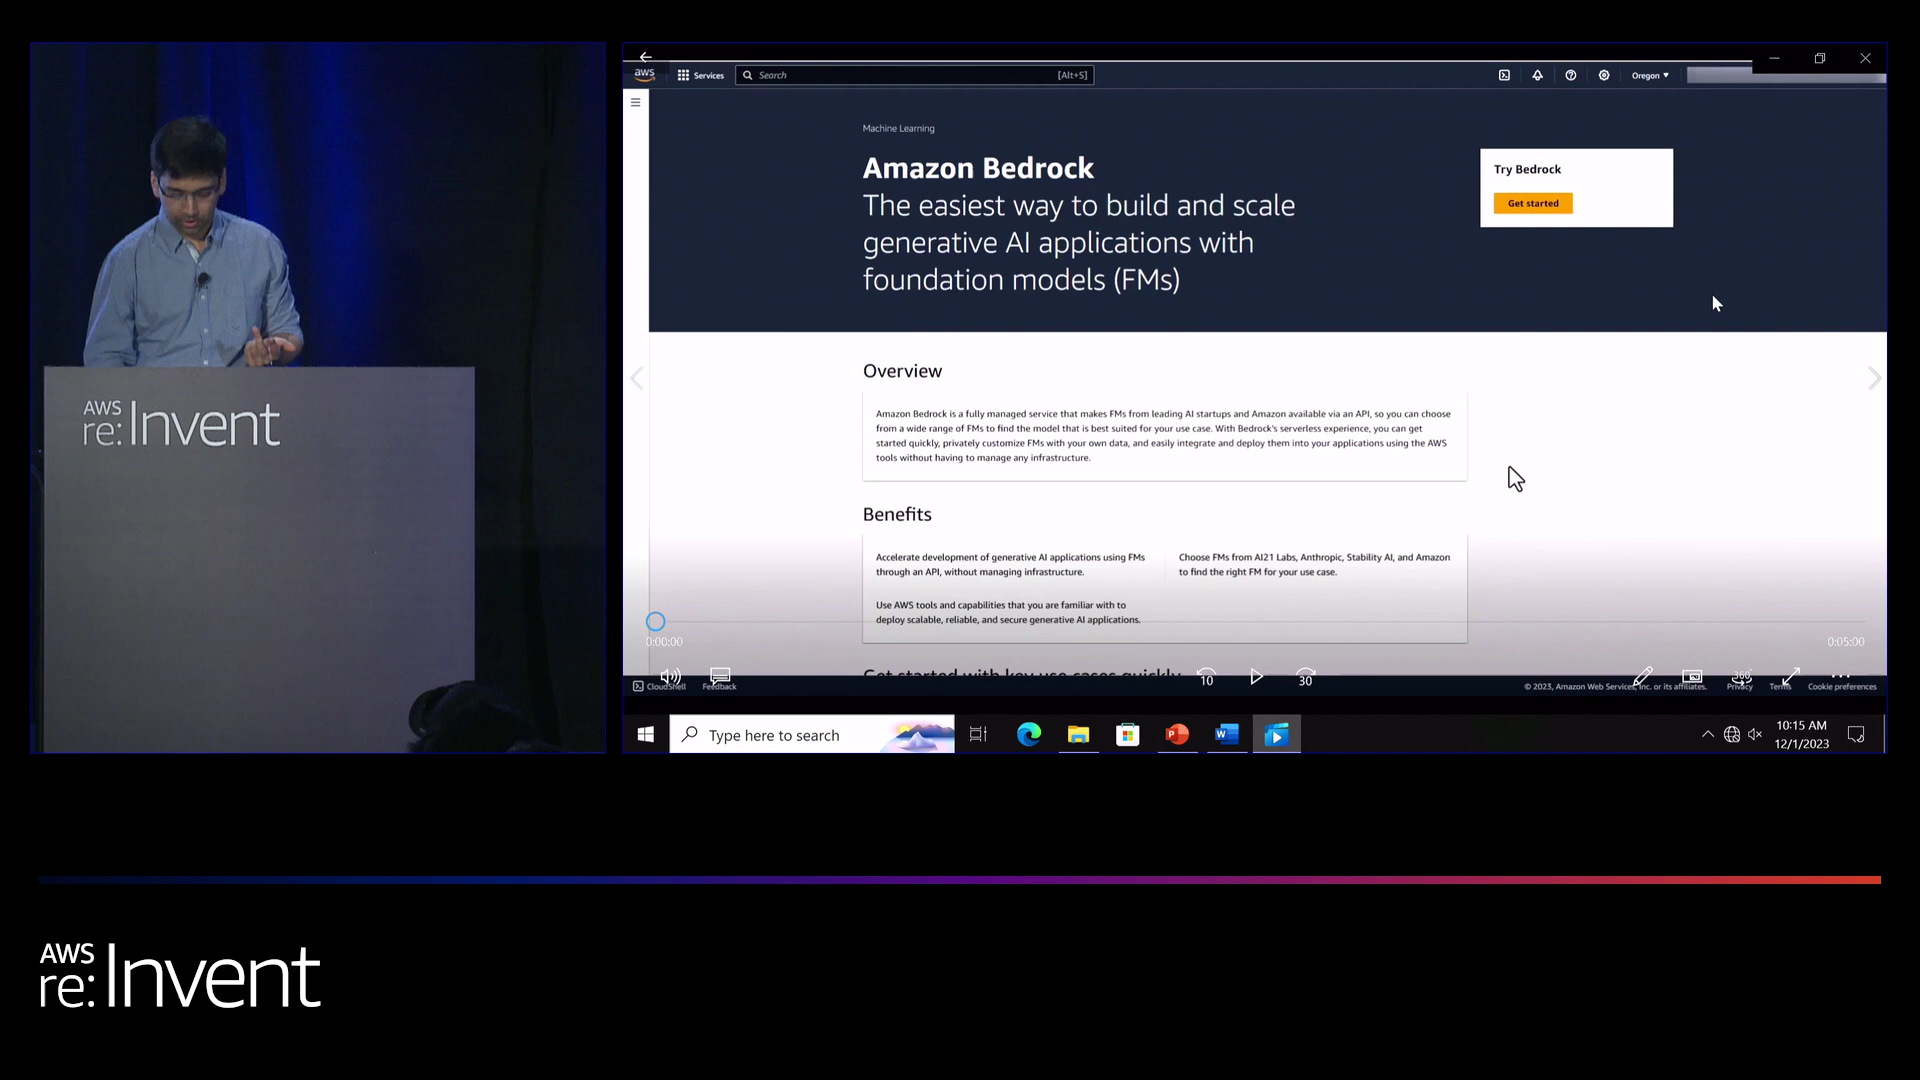 AWS
re:Invent
aws
Services
Search
[Alt+S]
Oregon
Machine Learning
Amazon Bedrock
The easiest way to build and scale
generative AI applications with
foundation models (FMs)
Try Bedrock
Get started
Overview
Amazon Bedrock is a fully managed service that makes FMs from leading AI startups and Amazon available via an API, so you can choose
from a wide range of FMs to find the model that is best suited for your use case. With Bedrock's serverless experience, you can get
started quickly, privately customize FMs with your own data, and easily integrate and deploy them into your applications using the AWS
tools without having to manage any infrastructure.
Benefits
Accelerate development of generative AI applications using FMs
through an API, without managing infrastructure.
Choose FMs from AI21 Labs, Anthropic, Stability AI, and Amazon
to find the right FM for your use case.
Use AWS tools and capabilities that you are familiar with to
deploy scalable, reliable, and secure generative AI applications.
0:00:00
0:05:00
Get started with key use cases quickly
10
30
CloudShell
Feedback
© 2023, Amazon Web Services, Inc. or its affiliates.
360°
Privacy
Terms
Cookie preferences
Type here to search
10:15 AM
12/1/2023
AWS
re:Invent